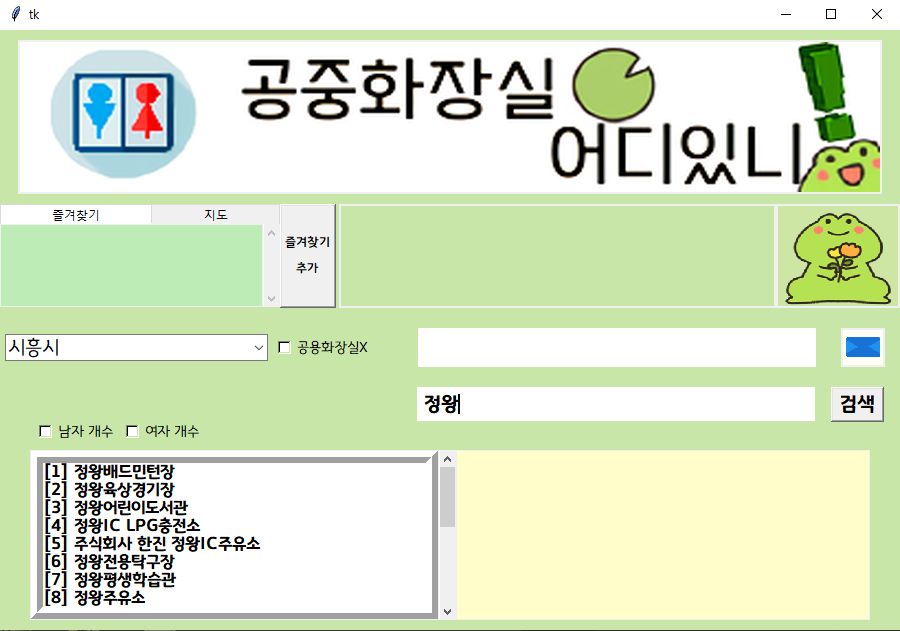 tk
공중화장실
어디있니!
즐겨찾기
지도
즐겨찾기
추가
시흥시
공용화장실X
정왕
검색
남자 개수
여자 개수
[1] 정왕배드민턴장
[2] 정왕육상경기장
[3] 정왕어린이도서관
[4] 정왕IC LPG충전소
[5] 주식회사 한진 정왕IC주유소
[6] 정왕전용탁구장
[7] 정왕평생학습관
[8] 정왕주유소